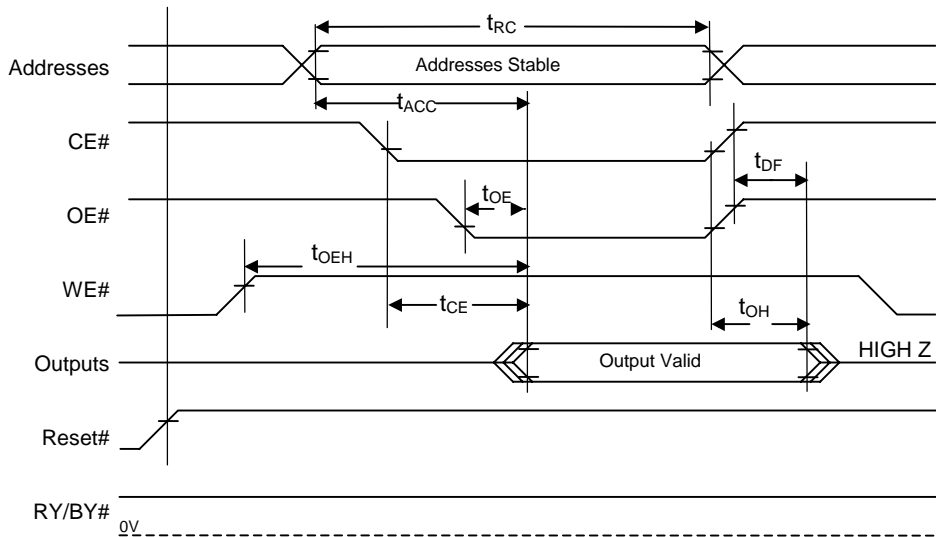 tRC
Addresses
Addresses Stable
tACC
CE#
tDF
tOE
OE#
tOEH
WE#
tCE
tOH
Outputs
Output Valid
HIGH Z
Reset#
RY/BY#
0V